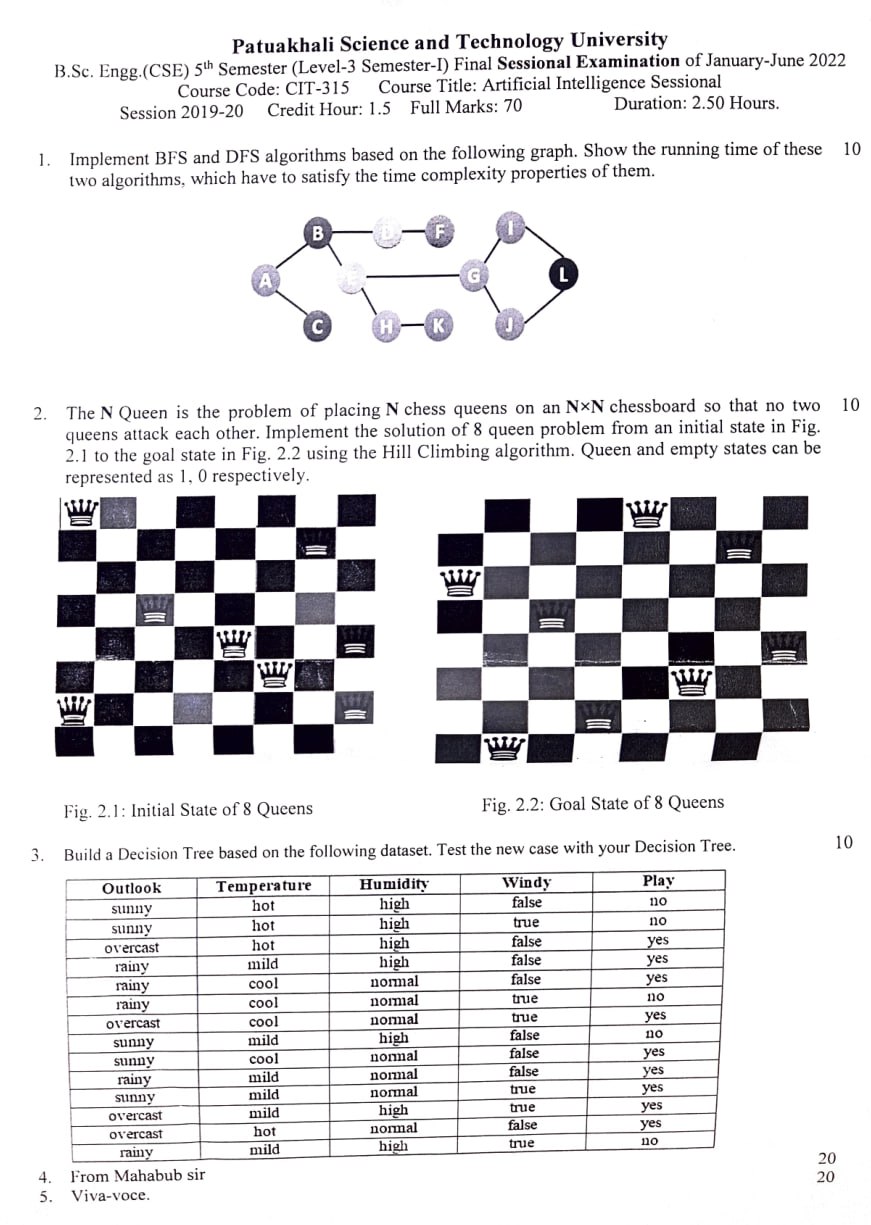 Patuakhali Science and Technology University
B.Sc. Engg.(CSE) 5th Semester (Level-3 Semester-I) Final Sessional Examination of January-June 2022
Course Code: CIT-315 Course Title: Artificial Intelligence Sessional
Session 2019-20 Credit Hour: 1.5 Full Marks: 70 Duration: 2.50 Hours.
1. Implement BFS and DFS algorithms based on the following graph. Show the running time of these 10
two algorithms, which have to satisfy the time complexity properties of them.
B D F I
A E G L
C H K J
2. The N Queen is the problem of placing N chess queens on an N×N chessboard so that no two 10
queens attack each other. Implement the solution of 8 queen problem from an initial state in Fig.
2.1 to the goal state in Fig. 2.2 using the Hill Climbing algorithm. Queen and empty states can be
represented as 1, 0 respectively.
Fig. 2.1: Initial State of 8 Queens Fig. 2.2: Goal State of 8 Queens
3. Build a Decision Tree based on the following dataset. Test the new case with your Decision Tree. 10
Outlook Temperature Humidity Windy Play
sunny hot high false no
sunny hot high true no
overcast hot high false yes
rainy mild high false yes
rainy cool normal false yes
rainy cool normal true no
overcast cool normal true yes
sunny mild high false no
sunny cool normal false yes
rainy mild normal false yes
sunny mild normal true yes
overcast mild high true yes
overcast hot normal false yes
rainy mild high true no
4. From Mahabub sir 20
5. Viva-voce. 20